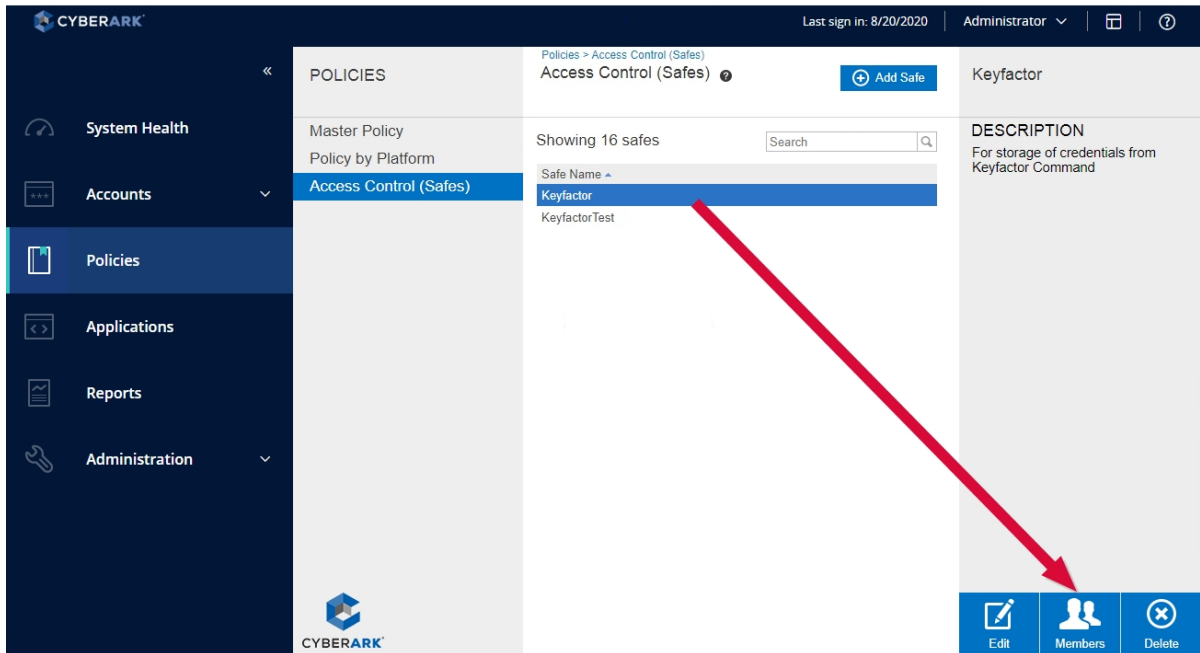 CYBERARK
Last sign in: 8/20/2020
Administrator
«
System Health
Accounts
Policies
Applications
Reports
Administration
POLICIES
Master Policy
Policy by Platform
Access Control (Safes)
CYBERARK
Policies > Access Control (Safes)
Access Control (Safes)
Add Safe
Showing 16 safes
Search
Safe Name
Keyfactor
KeyfactorTest
Keyfactor
DESCRIPTION
For storage of credentials from
Keyfactor Command
Edit
Members
Delete